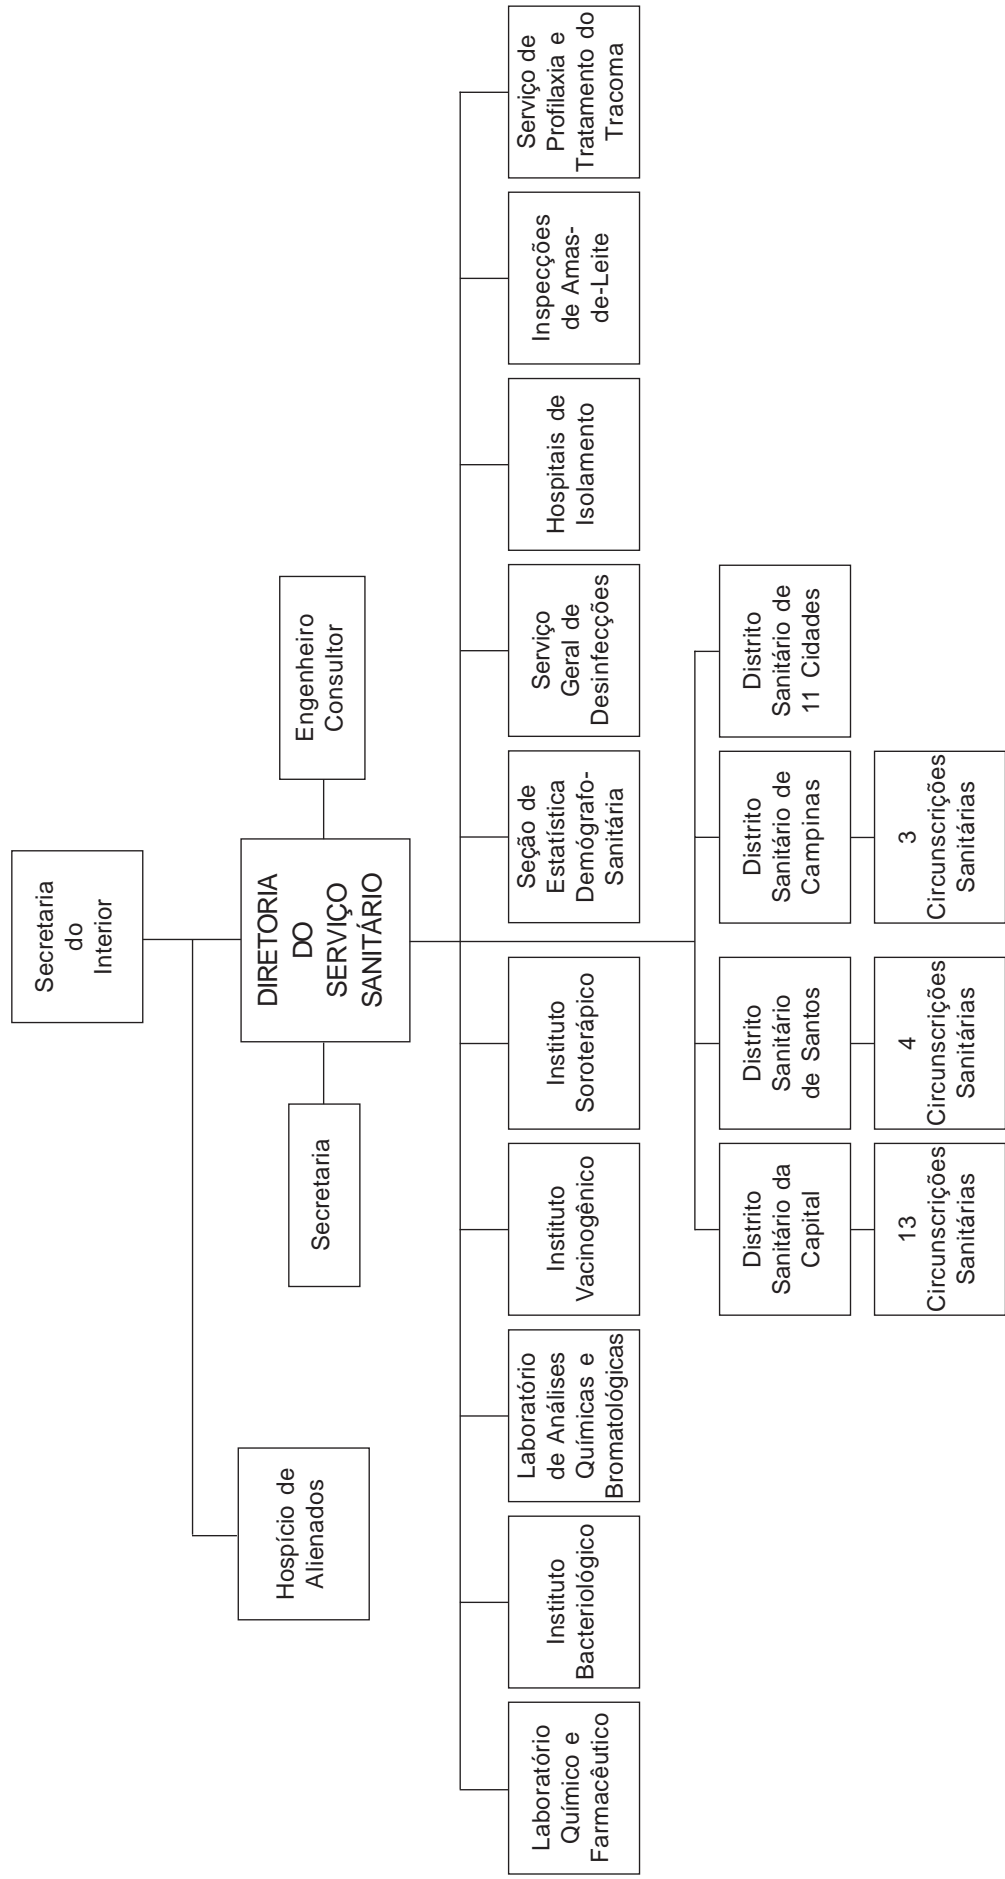 Secretaria
do
Interior
Hospício de
Alienados
Secretaria
DIRETORIA
DO
SERVIÇO
SANITÁRIO
Engenheiro
Consultor
Laboratório
Químico e
Farmacêutico
Instituto
Bacteriológico
Laboratório
de Análises
Químicas e
Bromatológicas
Instituto
Vacinogênico
Instituto
Soroterápico
Seção de
Estatística
Demógrafo-
Sanitária
Serviço
Geral de
Desinfecções
Hospitais de
Isolamento
Inspecções
de Amas-
de-Leite
Serviço de
Profilaxia e
Tratamento do
Tracoma
Distrito
Sanitário da
Capital
Distrito
Sanitário
de Santos
Distrito
Sanitário de
Campinas
Distrito
Sanitário de
11 Cidades
13
Circunscrições
Sanitárias
4
Circunscrições
Sanitárias
3
Circunscrições
Sanitárias